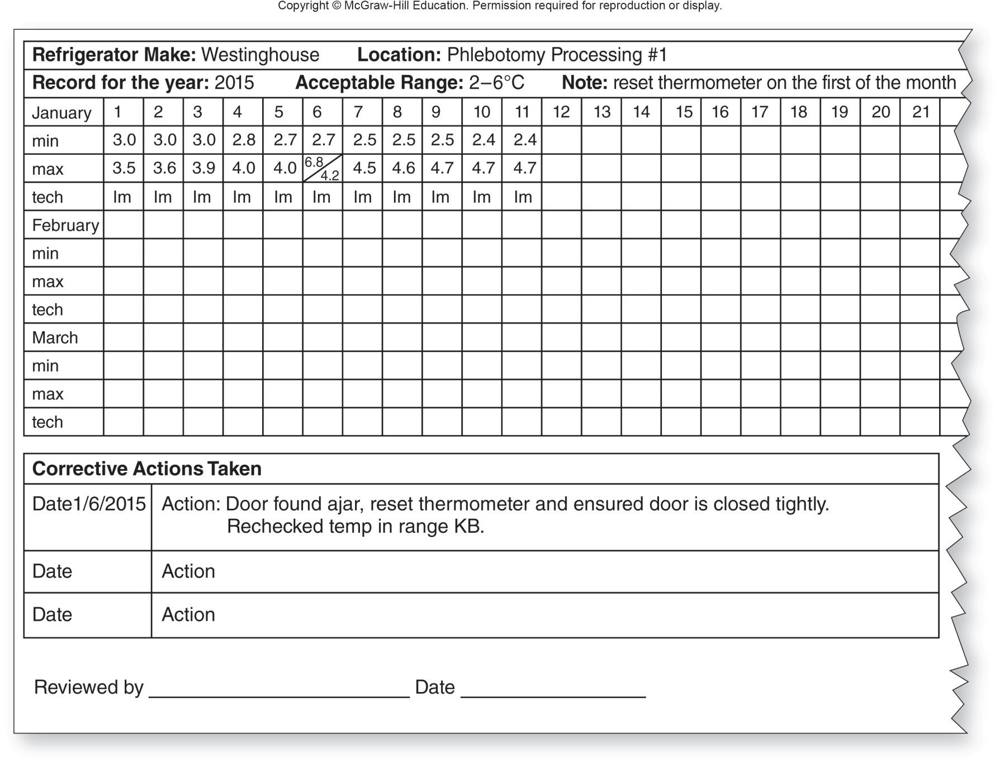 Copyright © McGraw-Hill Education. Permission required for reproduction or display.
Refrigerator Make: Westinghouse Location: Phlebotomy Processing #1
Record for the year: 2015 Acceptable Range: 2–6°C Note: reset thermometer on the first of the month
January 1 2 3 4 5 6 7 8 9 10 11 12 13 14 15 16 17 18 19 20 21
min 3.0 3.0 3.0 2.8 2.7 2.7 2.5 2.5 2.5 2.4 2.4
max 3.5 3.6 3.9 4.0 4.0 6.8/4.2 4.5 4.6 4.7 4.7 4.7
tech lm lm lm lm lm lm lm lm lm lm lm
February
min
max
tech
March
min
max
tech
Corrective Actions Taken
Date1/6/2015 Action: Door found ajar, reset thermometer and ensured door is closed tightly.
Rechecked temp in range KB.
Date Action
Date Action
Reviewed by Date